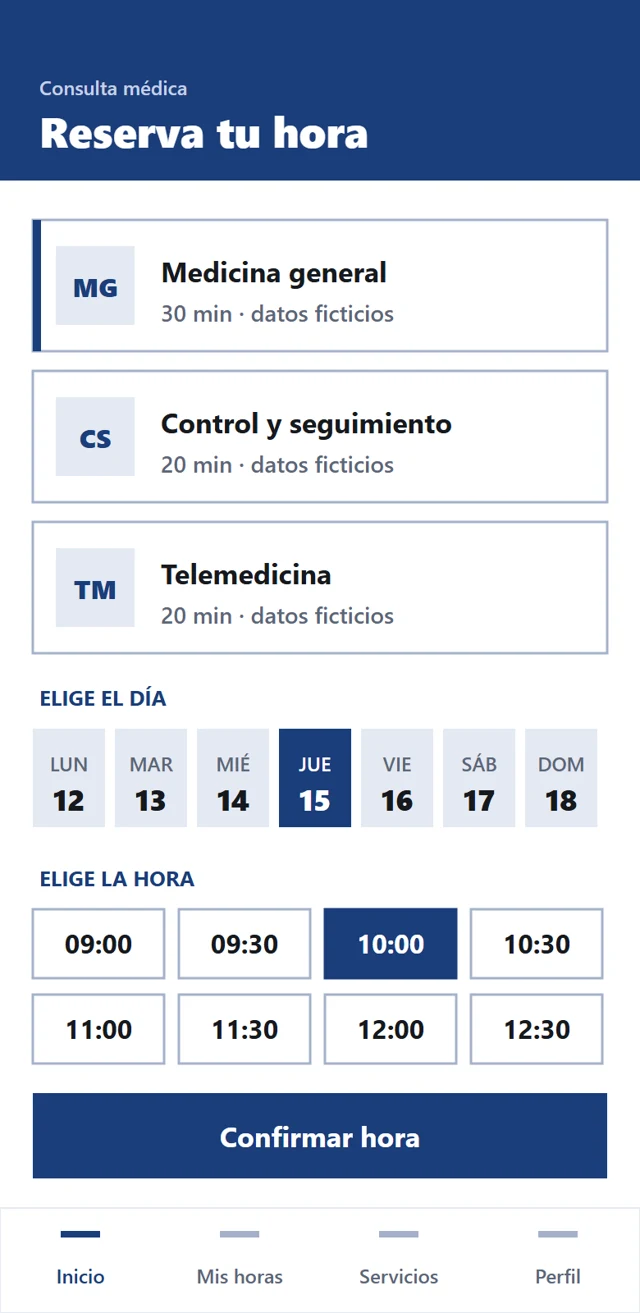 Consulta médica
Reserva tu hora
MG
Medicina general
30 min · datos ficticios
CS
Control y seguimiento
20 min · datos ficticios
TM
Telemedicina
20 min · datos ficticios
ELIGE EL DÍA
LUN MAR MIÉ JUE VIE SÁB DOM
12 13 14 15 16 17 18
ELIGE LA HORA
09:00 09:30 10:00 10:30
11:00 11:30 12:00 12:30
Confirmar hora
Inicio Mis horas Servicios Perfil